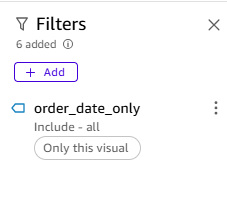 Filters
6 added
+ Add
order_date_only
Include - all
Only this visual